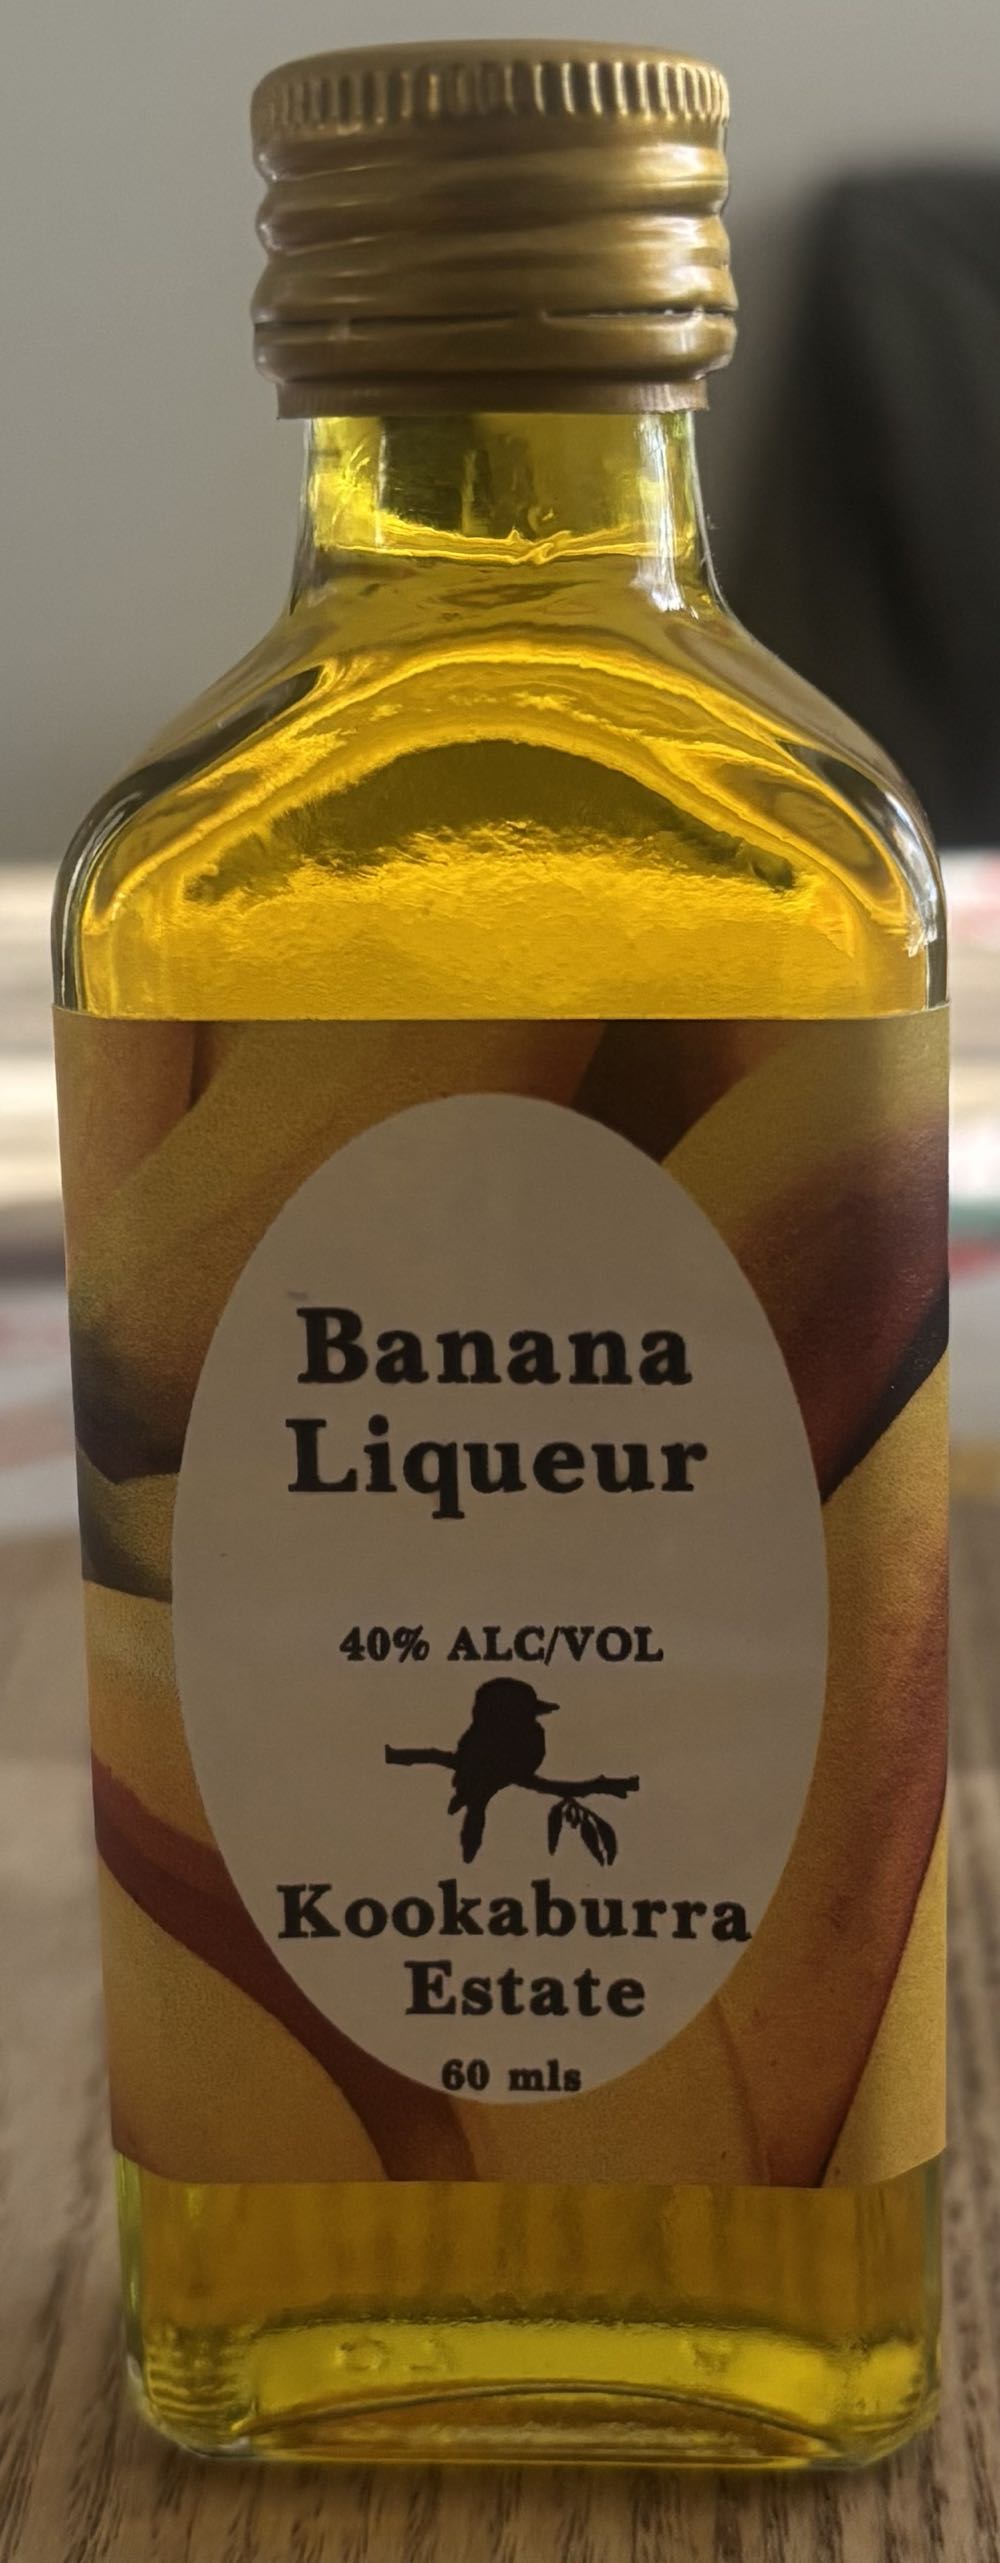 Banana
Liqueur
40% ALC/VOL
Kookaburra
Estate
60 mls